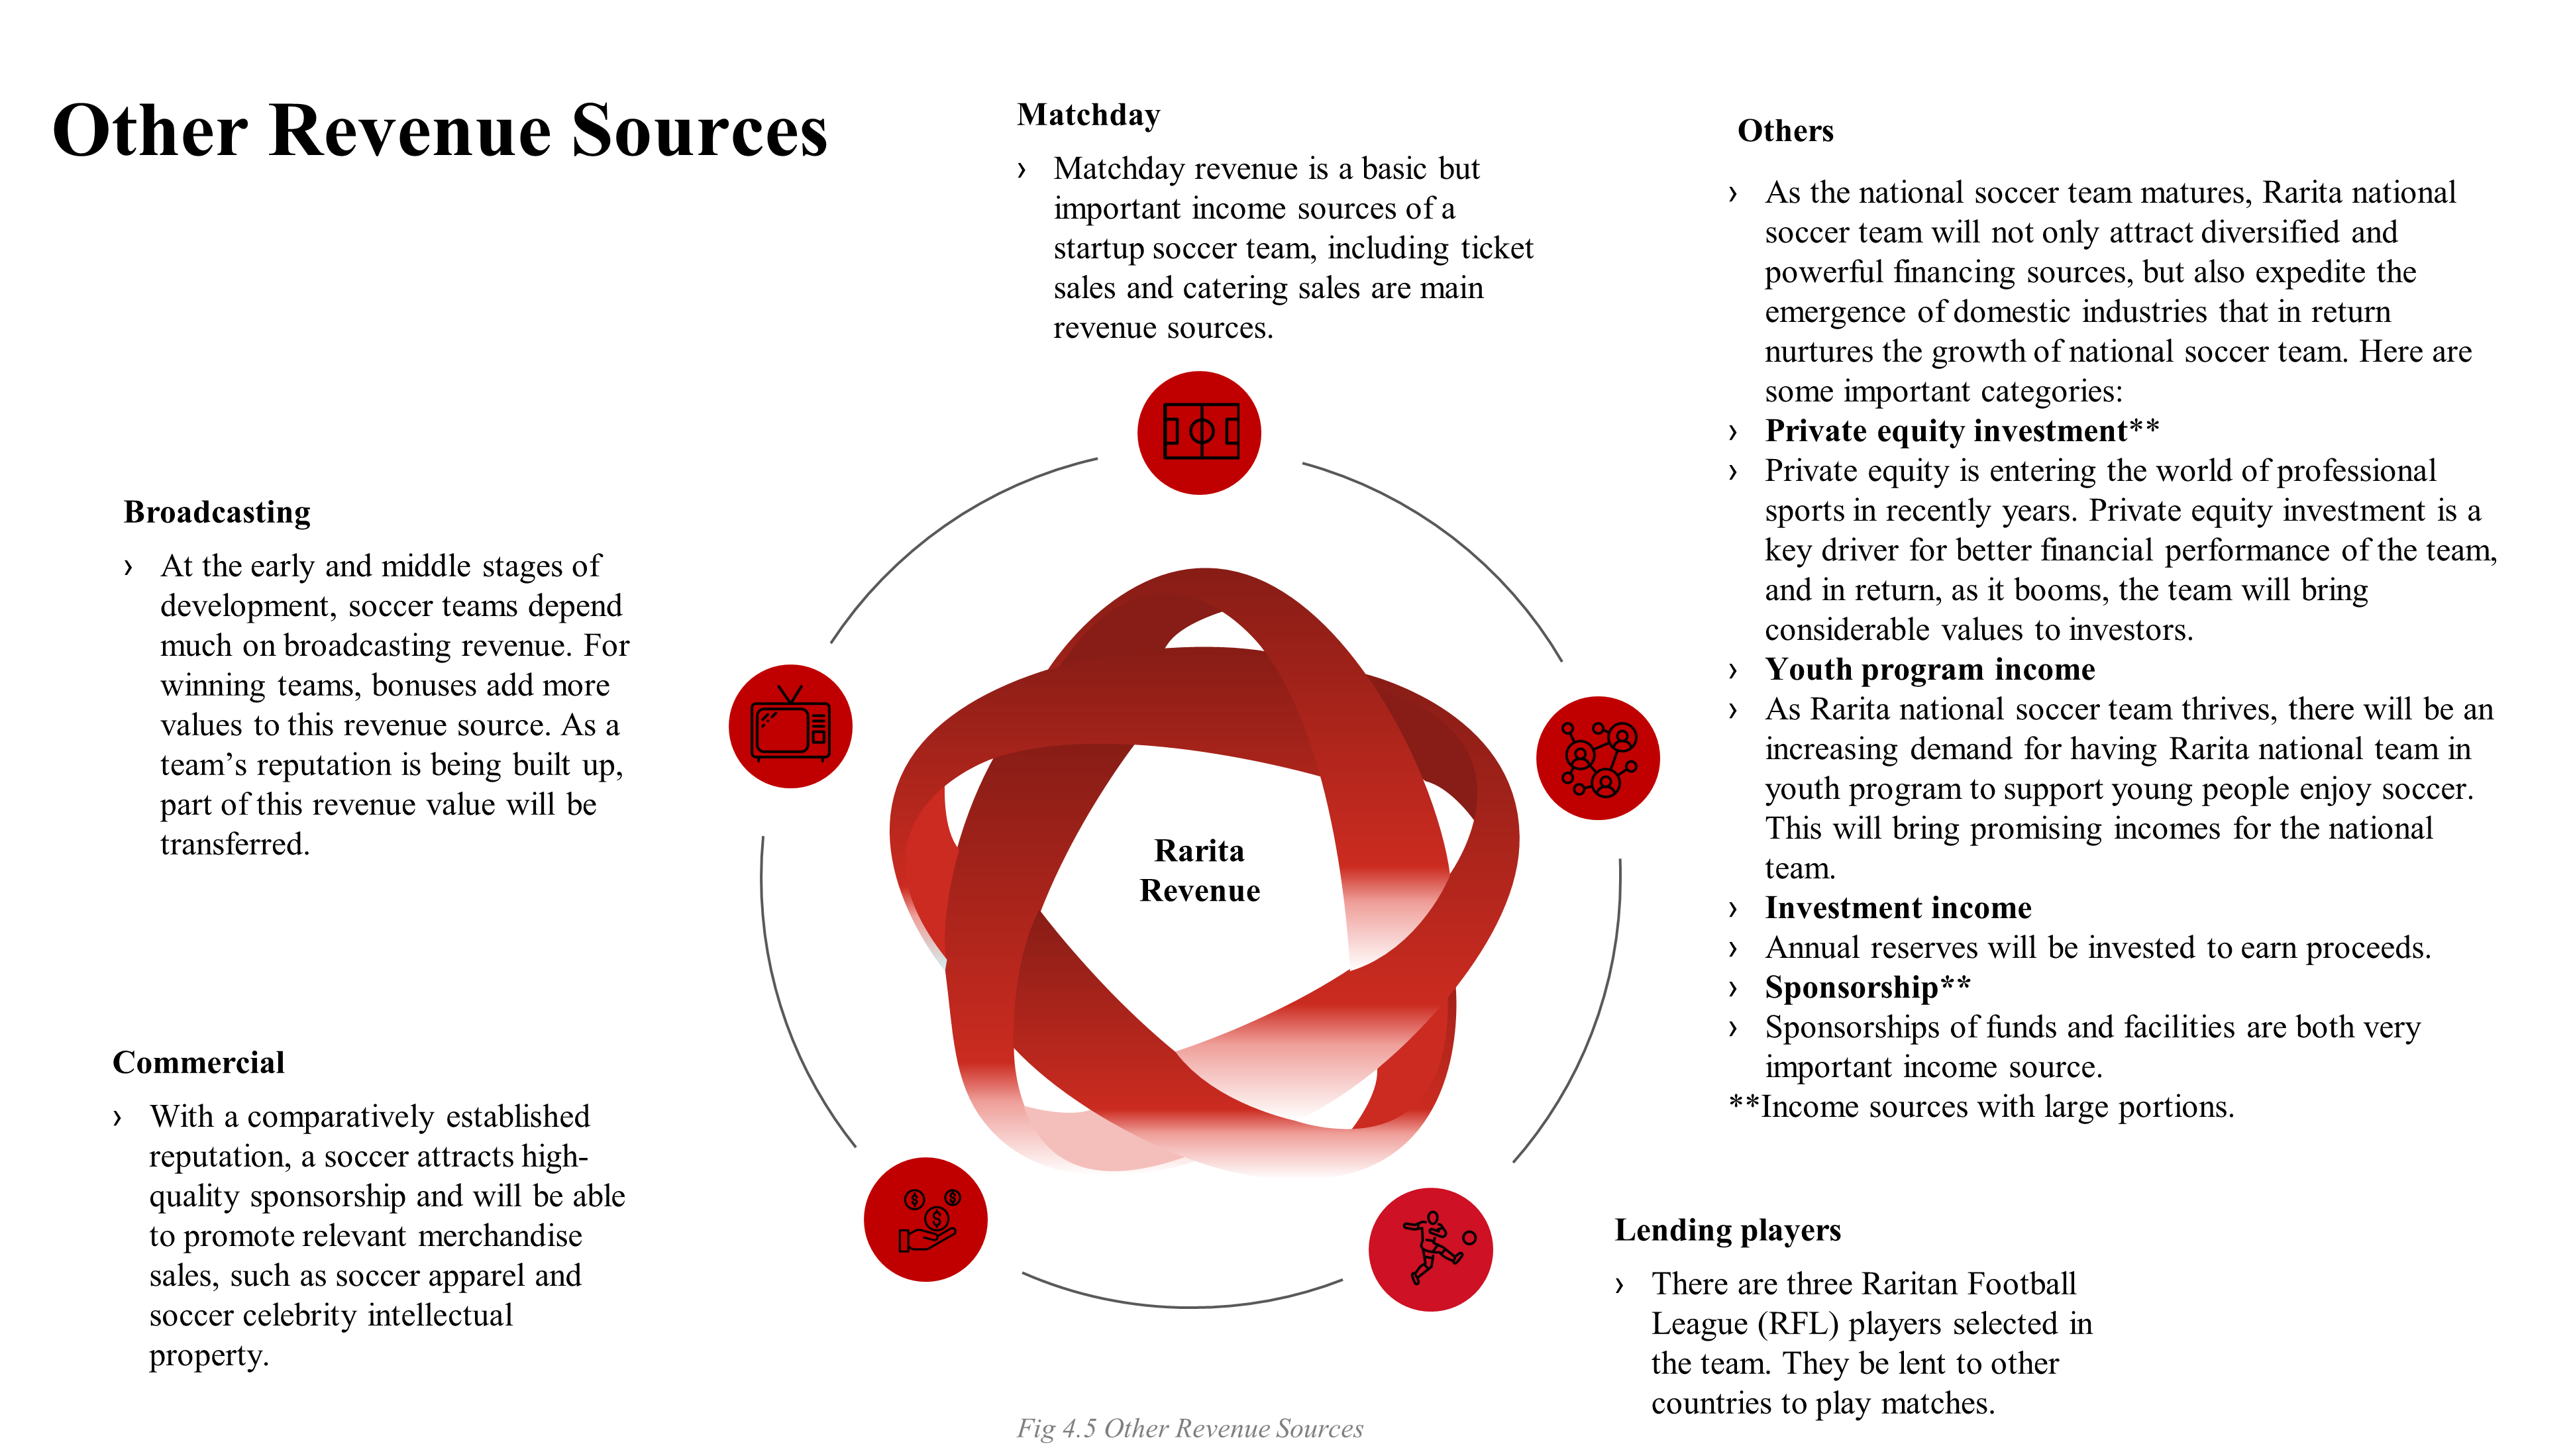 Other Revenue Sources
Matchday
› Matchday revenue is a basic but
important income sources of a
startup soccer team, including ticket
sales and catering sales are main
revenue sources.
Others
› As the national soccer team matures, Rarita national
soccer team will not only attract diversified and
powerful financing sources, but also expedite the
emergence of domestic industries that in return
nurtures the growth of national soccer team. Here are
some important categories:
› Private equity investment**
› Private equity is entering the world of professional
sports in recently years. Private equity investment is a
key driver for better financial performance of the team,
and in return, as it booms, the team will bring
considerable values to investors.
› Youth program income
› As Rarita national soccer team thrives, there will be an
increasing demand for having Rarita national team in
youth program to support young people enjoy soccer.
This will bring promising incomes for the national
team.
› Investment income
› Annual reserves will be invested to earn proceeds.
› Sponsorship**
› Sponsorships of funds and facilities are both very
important income source.
**Income sources with large portions.
Broadcasting
› At the early and middle stages of
development, soccer teams depend
much on broadcasting revenue. For
winning teams, bonuses add more
values to this revenue source. As a
team’s reputation is being built up,
part of this revenue value will be
transferred.
Rarita
Revenue
Commercial
› With a comparatively established
reputation, a soccer attracts high-
quality sponsorship and will be able
to promote relevant merchandise
sales, such as soccer apparel and
soccer celebrity intellectual
property.
Lending players
› There are three Raritan Football
League (RFL) players selected in
the team. They be lent to other
countries to play matches.
Fig 4.5 Other Revenue Sources